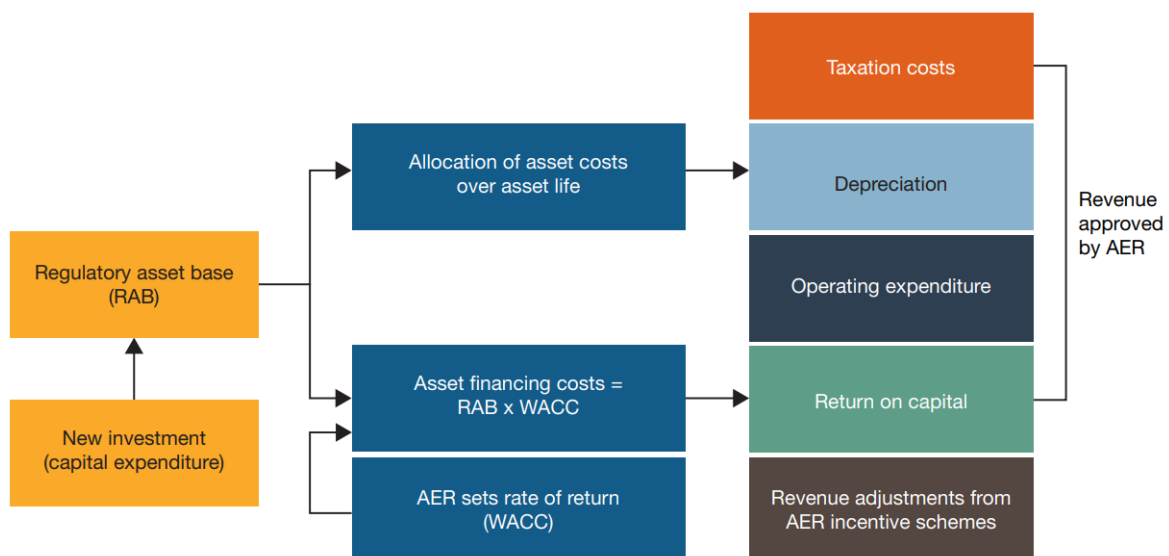 Taxation costs
Allocation of asset costs
over asset life
Depreciation
Revenue
approved
by AER
Regulatory asset base
(RAB)
Operating expenditure
Asset financing costs =
RAB x WACC
Return on capital
New investment
(capital expenditure)
AER sets rate of return
(WACC)
Revenue adjustments from
AER incentive schemes